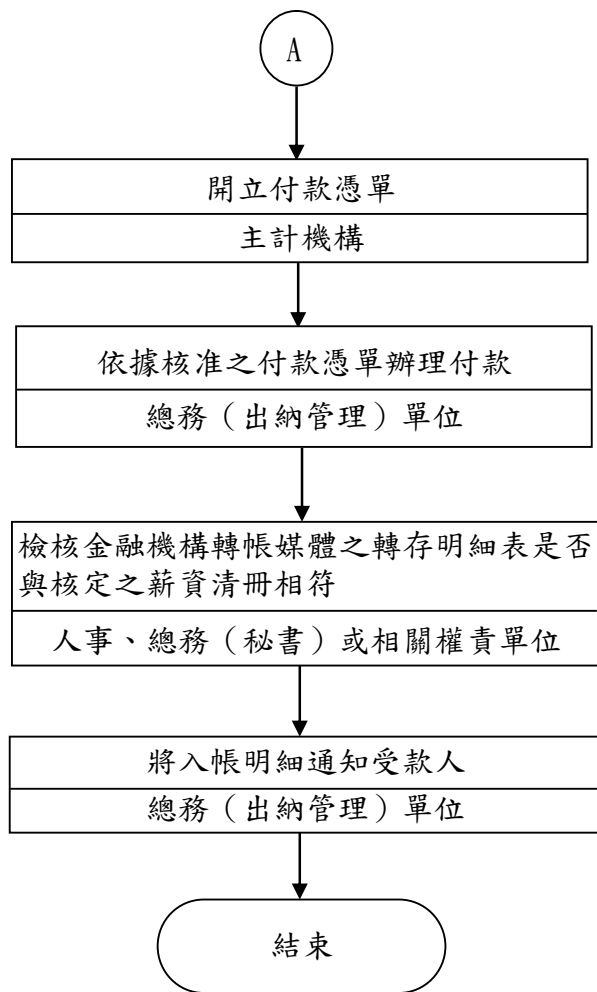 A
開立付款憑單
主計機構
依據核准之付款憑單辦理付款
總務（出納管理）單位
檢核金融機構轉帳媒體之轉存明細表是否
與核定之薪資清冊相符
人事、總務（秘書）或相關權責單位
將入帳明細通知受款人
總務（出納管理）單位
結束